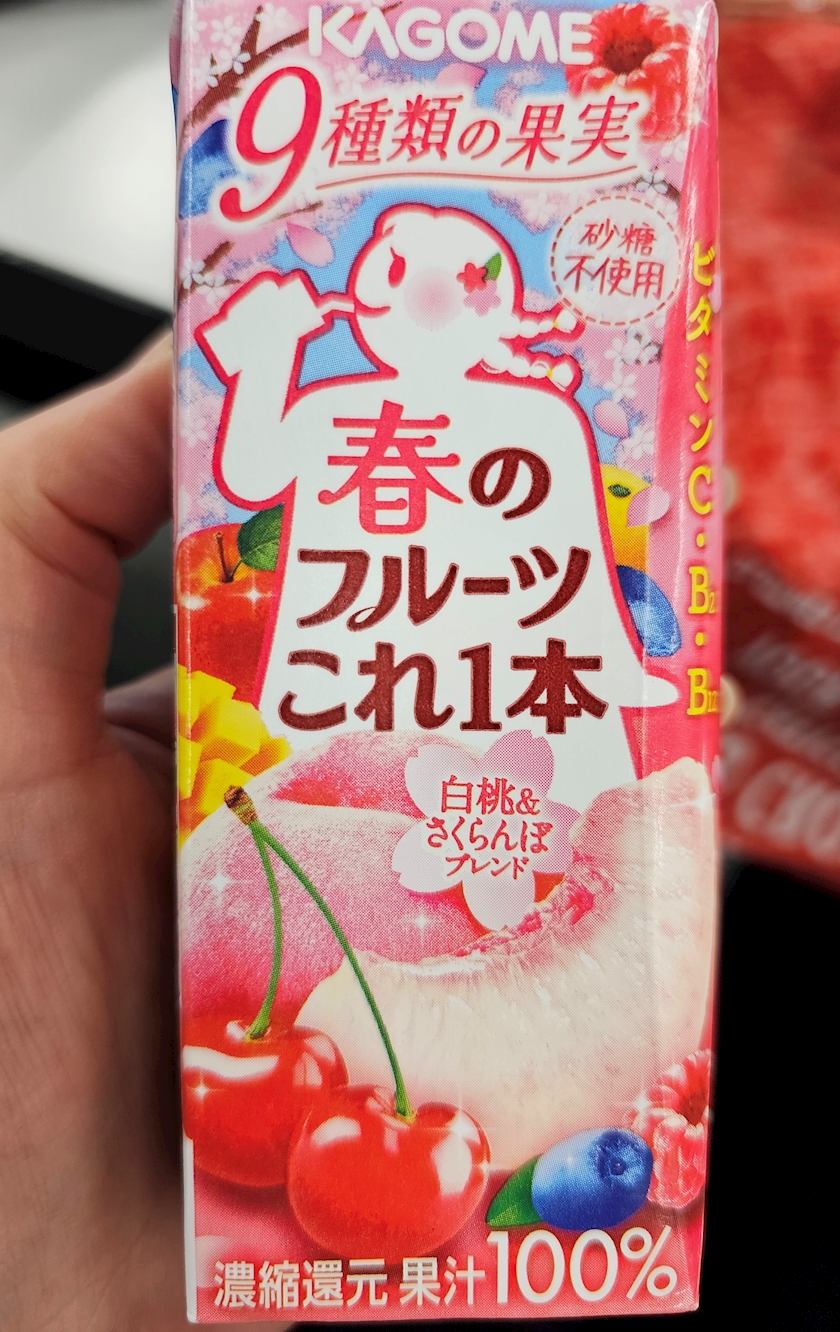 KAGOME
9種類の果実
砂糖
不使用
ビタミンC・B2・B12
春の
フルーツ
これ1本
白桃&
さくらんぼ
ブレンド
濃縮還元 果汁100%